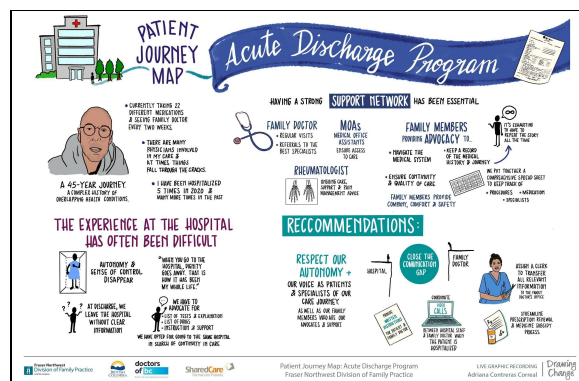 PATIENT
JOURNEY
MAP
Acute Discharge Program
• CURRENTLY TAKING 22
DIFFERENT MEDICATIONS
& SEEING FAMILY DOCTOR
EVERY TWO WEEKS.
• THERE ARE MANY
PHYSICIANS INVOLVED
IN MY CARE &
AT TIMES THINGS
FALL THROUGH THE CRACKS.
• I HAVE BEEN HOSPITALIZED
5 TIMES IN 2020 &
MANY MORE TIMES IN THE PAST
A 45-YEAR JOURNEY.
A COMPLEX HISTORY OF
OVERLAPPING HEALTH CONDITIONS.
HAVING A STRONG SUPPORT NETWORK HAS BEEN ESSENTIAL
FAMILY DOCTOR
• REGULAR VISITS
• REFERRALS TO THE
BEST SPECIALISTS
MOAs
MEDICAL OFFICE
ASSISTANTS
ENSURE ACCESS
TO CARE
RHEUMATOLOGIST
ONGOING CARE,
SUPPORT & PAIN
MANAGEMENT ADVICE
FAMILY MEMBERS
PROVIDING ADVOCACY TO...
• NAVIGATE THE
MEDICAL SYSTEM
• KEEP A RECORD
OF THE MEDICAL
HISTORY & JOURNEY
• ENSURE CONTINUITY
& QUALITY OF CARE
FAMILY MEMBERS PROVIDE
COMPANY, COMFORT & SAFETY
IT'S EXHAUSTING
TO HAVE TO
REPEAT THE STORY
ALL THE TIME
WE PUT TOGETHER A
COMPREHENSIVE SPREAD SHEET
TO KEEP TRACK OF
• PROCEDURES • MEDICATION
• SPECIALISTS
THE EXPERIENCE AT THE HOSPITAL
HAS OFTEN BEEN DIFFICULT
AUTONOMY &
SENSE OF CONTROL
DISAPPEAR
"WHEN YOU GO TO THE
HOSPITAL, DIGNITY
GOES AWAY. THAT IS
HOW IT HAS BEEN
MY WHOLE LIFE."
AT DISCHARGE, WE
LEAVE THE HOSPITAL
WITHOUT CLEAR
INFORMATION
WE HAVE TO
ADVOCATE FOR
• LIST OF TESTS & EXPLANATION
• LIST OF DRUGS
• INSTRUCTION & SUPPORT
WE HAVE OPTED FOR GOING TO THE SAME HOSPITAL
IN SEARCH OF CONTINUITY IN CARE.
RECCOMMENDATIONS:
RESPECT OUR
AUTONOMY +
OUR VOICE AS PATIENTS
& SPECIALISTS OF OUR
CARE JOURNEY.
AS WELL AS OUR FAMILY
MEMBERS WHO ARE OUR
ADVOCATES & SUPPORT
HOSPITAL
CLOSE THE
COMMUNICATION
GAP
FAMILY
DOCTOR
COORDINATE
VIDEO
CALLS
BETWEEN HOSPITAL STAFF
& FAMILY DOCTOR WHEN
THE PATIENT IS
HOSPITALIZED
ASSIGN A CLERK
TO TRANSFER
ALL RELEVANT
INFORMATION
TO THE FAMILY
DOCTOR'S OFFICE
STREAMLINE
PRESCRIPTION RENEWAL
& MEDICINE SUBSIDY
PROCESS.
Fraser Northwest
Division of Family Practice
BRITISH
COLUMBIA
doctors
of bc
SharedCare
Patient Journey Map: Acute Discharge Program
Fraser Northwest Division of Family Practice
LIVE GRAPHIC RECORDING
Adriana Contreras Correal
Drawing
Change